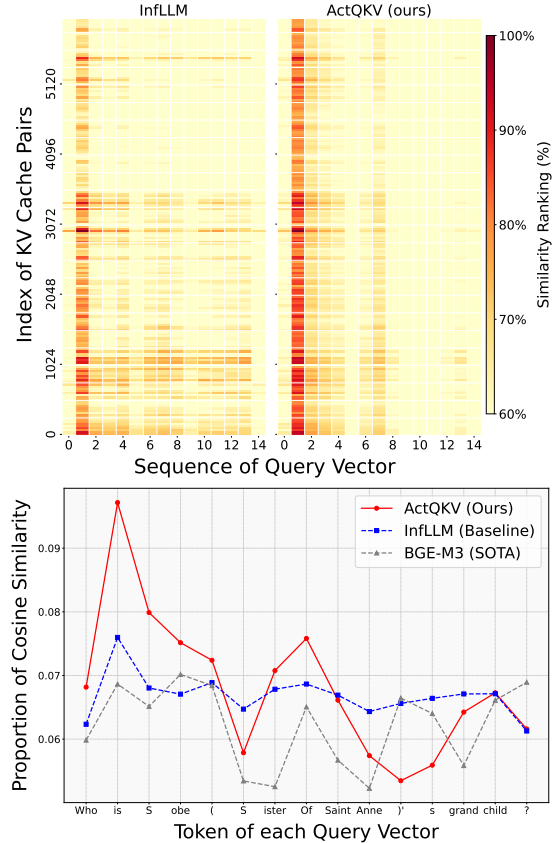 InfLLM
ActQKV (ours)
Index of KV Cache Pairs
5120
4096
3072
2048
1024
0
0 2 4 6 8 10 12 14
0 2 4 6 8 10 12 14
Sequence of Query Vector
100%
90%
80%
70%
60%
Similarity Ranking (%)
Proportion of Cosine Similarity
0.09
0.08
0.07
0.06
ActQKV (Ours)
InfLLM (Baseline)
BGE-M3 (SOTA)
Who is S obe ( S ister Of Saint Anne )' s grand child ?
Token of each Query Vector